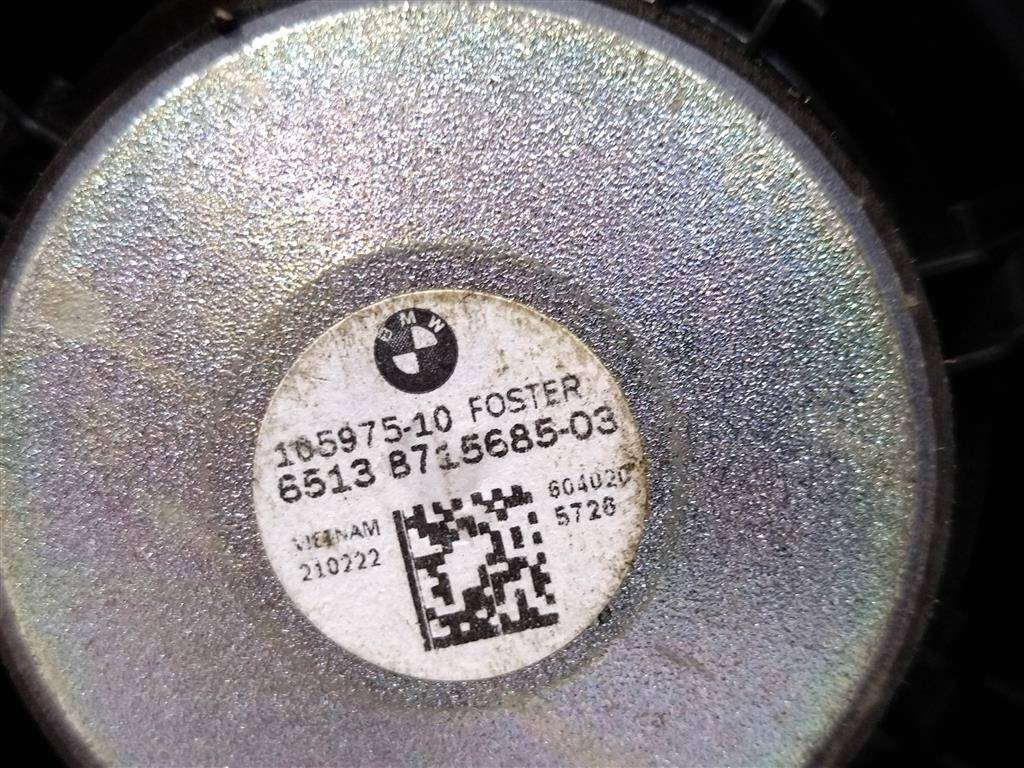 BMW
105975-10 FOSTER
6513 8715685-03
VIETNAM
210222
604020
5726